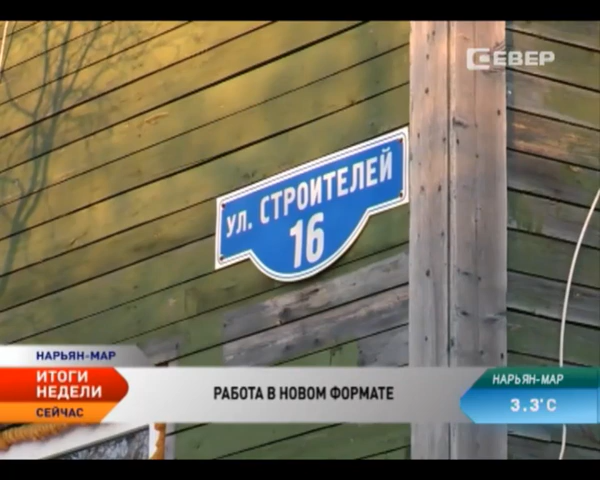 СЕВЕР
УЛ. СТРОИТЕЛЕЙ
16
НАРЬЯН-МАР
ИТОГИ
НЕДЕЛИ
СЕЙЧАС
РАБОТА В НОВОМ ФОРМАТЕ
НАРЬЯН-МАР
3.3°C